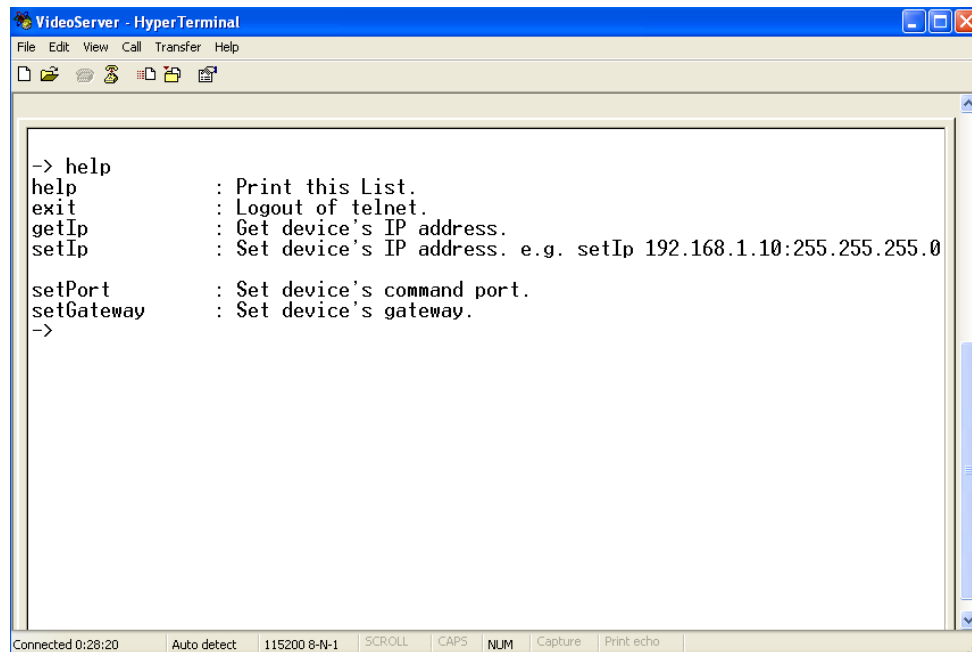 VideoServer - HyperTerminal
File Edit View Call Transfer Help
-> help
help : Print this List.
exit : Logout of telnet.
getIp : Get device's IP address.
setIp : Set device's IP address. e.g. setIp 192.168.1.10:255.255.255.0
setPort : Set device's command port.
setGateway : Set device's gateway.
->
Connected 0:28:20 Auto detect 115200 8-N-1 SCROLL CAPS NUM Capture Print echo